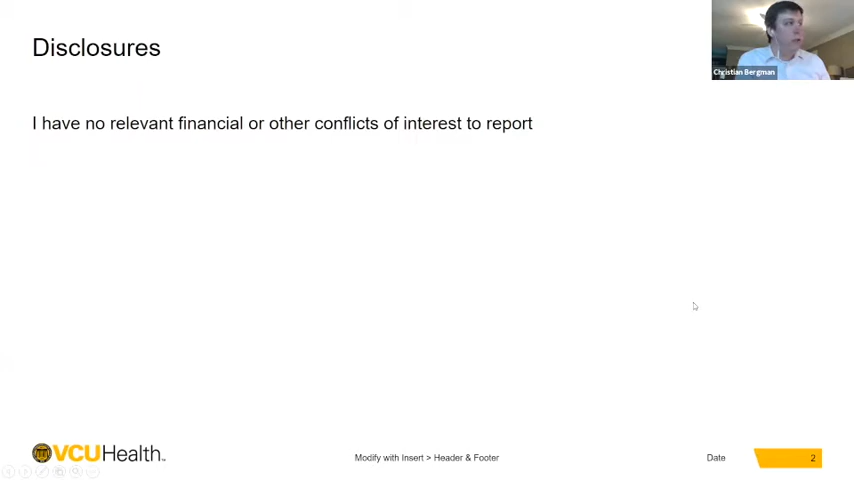 Disclosures
Christian Bergman
I have no relevant financial or other conflicts of interest to report
VCUHealth™
Modify with Insert > Header & Footer
Date
2